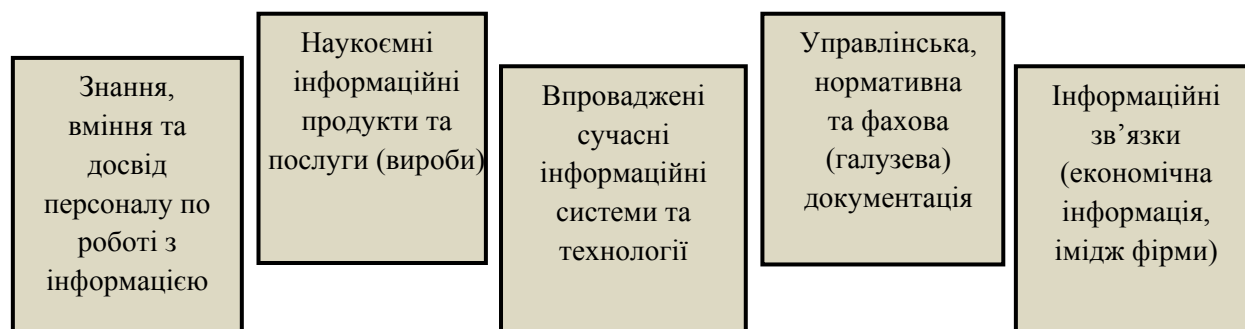 Знання,
вміння та
досвід
персоналу по
роботі з
інформацією
Наукоємні
інформаційні
продукти та
послуги (вироби)
Впроваджені
сучасні
інформаційні
системи та
технології
Управлінська,
нормативна
та фахова
(галузева)
документація
Інформаційні
зв’язки
(економічна
інформація,
імідж фірми)